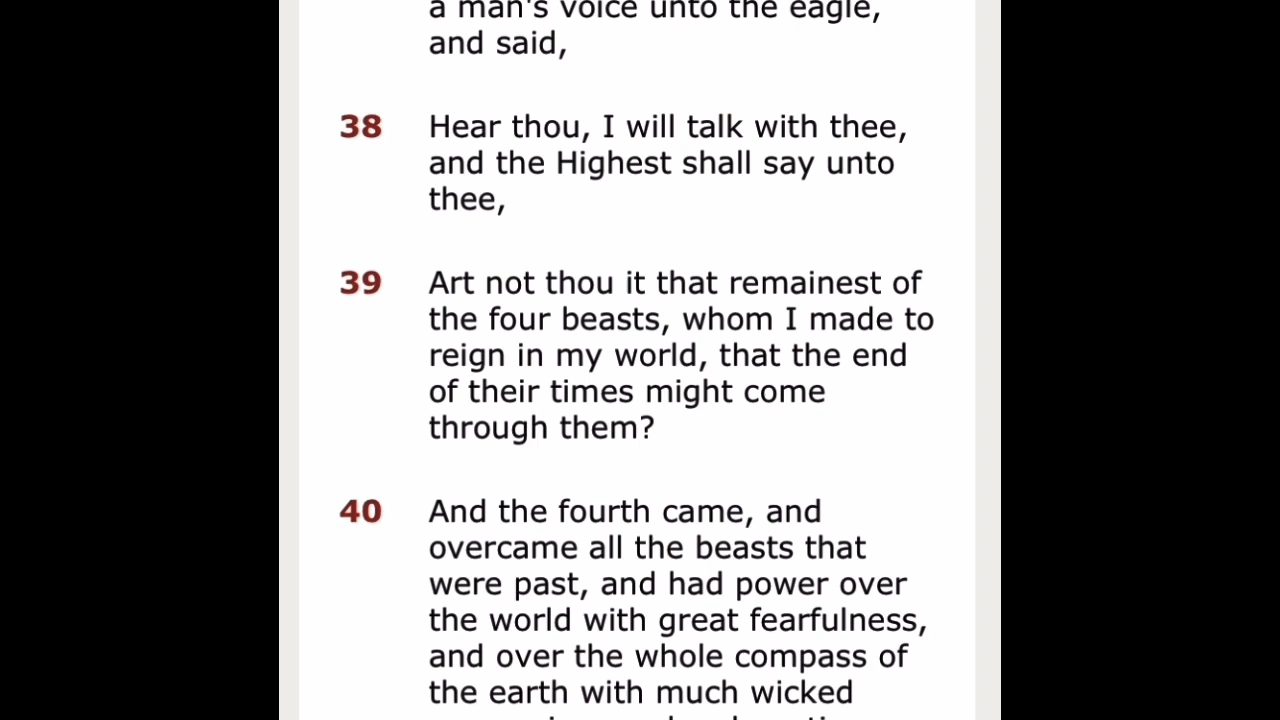 a man's voice unto the eagle,
and said,
38 Hear thou, I will talk with thee,
and the Highest shall say unto
thee,
39 Art not thou it that remainest of
the four beasts, whom I made to
reign in my world, that the end
of their times might come
through them?
40 And the fourth came, and
overcame all the beasts that
were past, and had power over
the world with great fearfulness,
and over the whole compass of
the earth with much wicked